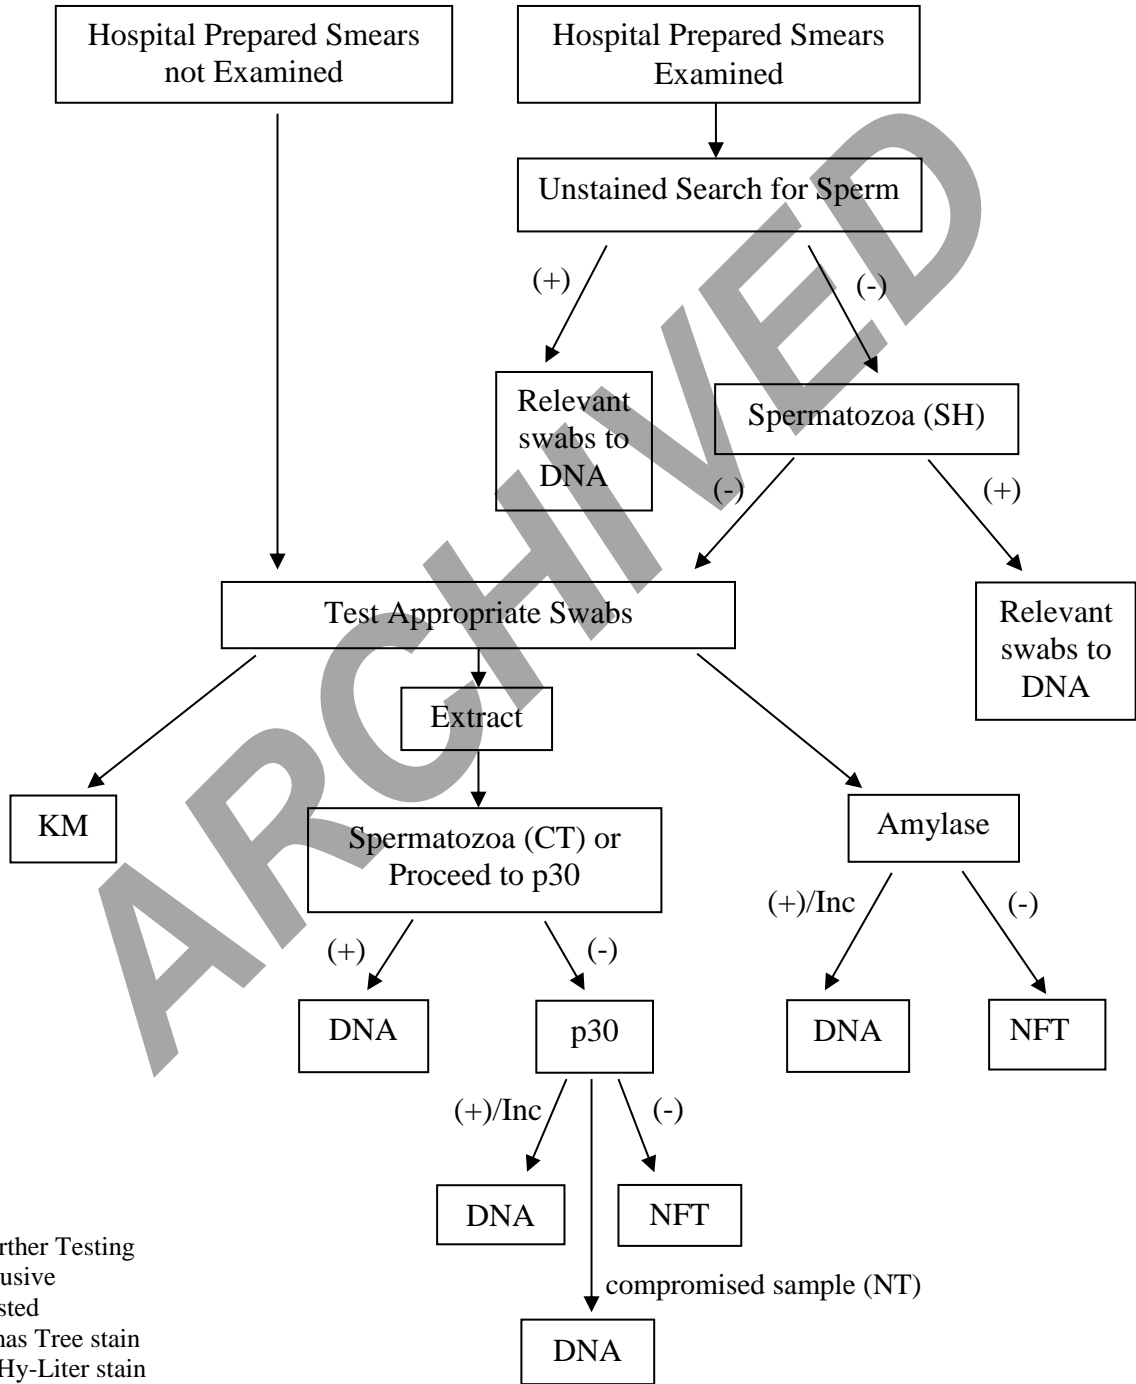 Hospital Prepared Smears
not Examined
Hospital Prepared Smears
Examined
Unstained Search for Sperm
(+)
(-)
Relevant
swabs to
DNA
Spermatozoa (SH)
(-)
(+)
Relevant
swabs to
DNA
Test Appropriate Swabs
Extract
KM
Spermatozoa (CT) or
Proceed to p30
Amylase
(+)
(-)
(+)/Inc
(-)
DNA
p30
DNA
NFT
(+)/Inc
(-)
DNA
NFT
compromised sample (NT)
DNA
rther Testing
usive
sted
nas Tree stain
Hy-Liter stain
ARCHIVED